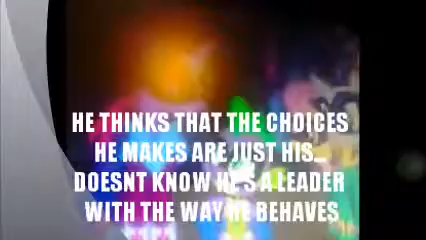 HE THINKS THAT THE CHOICES
HE MAKES ARE JUST HIS...
DOESNT KNOW HE'S A LEADER
WITH THE WAY HE BEHAVES